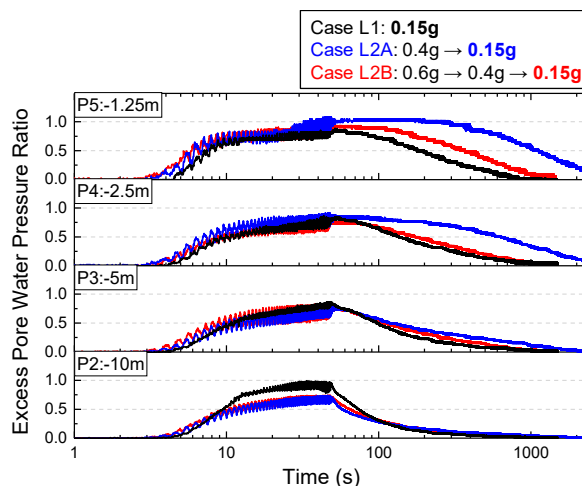 Case L1: 0.15g
Case L2A: 0.4g → 0.15g
Case L2B: 0.6g → 0.4g → 0.15g
Excess Pore Water Pressure Ratio
P5:-1.25m
1.0
0.5
0.0
P4:-2.5m
1.0
0.5
0.0
P3:-5m
1.0
0.5
0.0
P2:-10m
1.0
0.5
0.0
1 10 100 1000
Time (s)